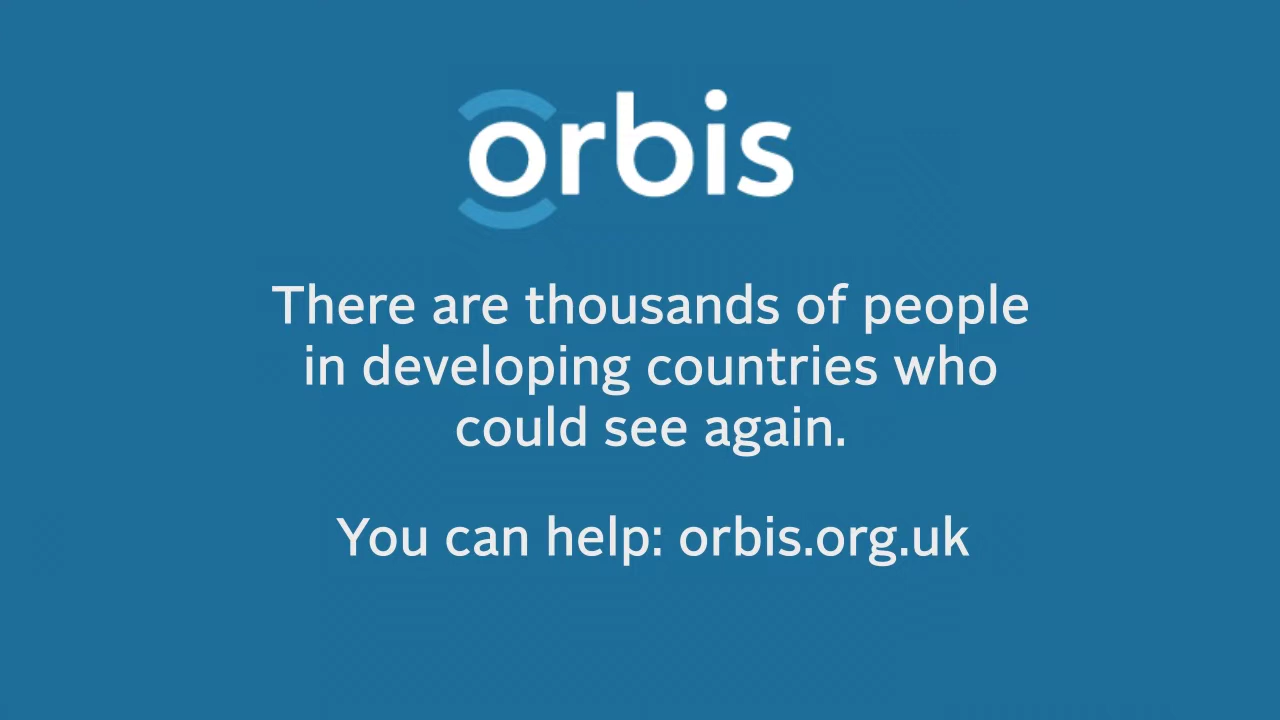 orbis
There are thousands of people
in developing countries who
could see again.
You can help: orbis.org.uk